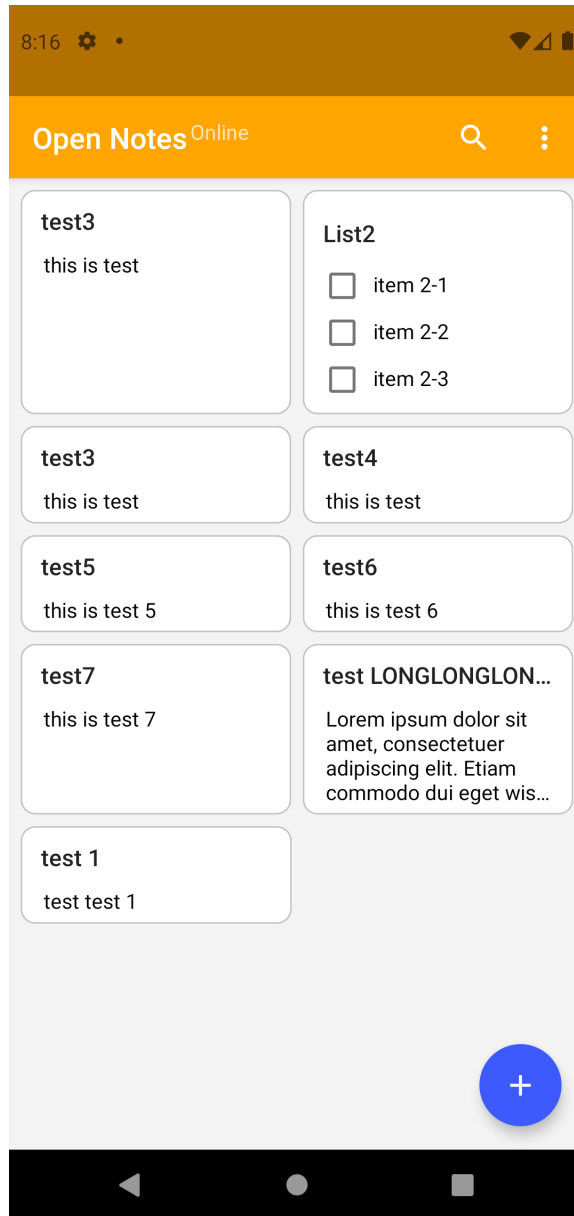 8:16
Open Notes Online
test3
this is test
List2
item 2-1
item 2-2
item 2-3
test3
this is test
test4
this is test
test5
this is test 5
test6
this is test 6
test7
this is test 7
test LONGLONGLON...
Lorem ipsum dolor sit
amet, consectetuer
adipiscing elit. Etiam
commodo dui eget wis...
test 1
test test 1